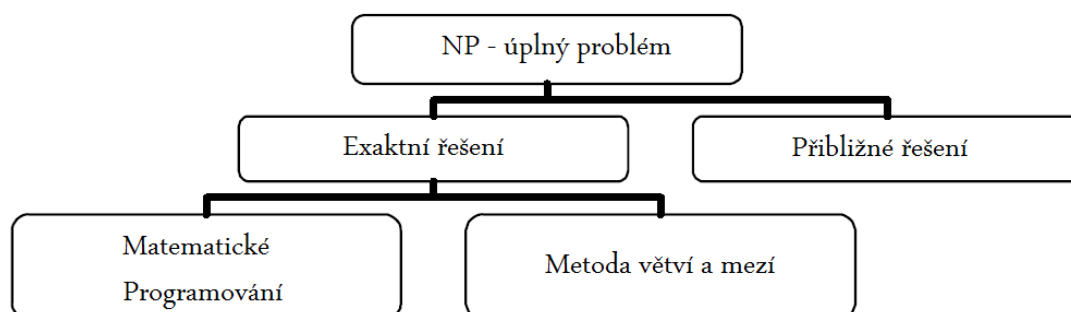 NP - úplný problém
Exaktní řešení
Přibližné řešení
Matematické
Programování
Metoda větví a mezí